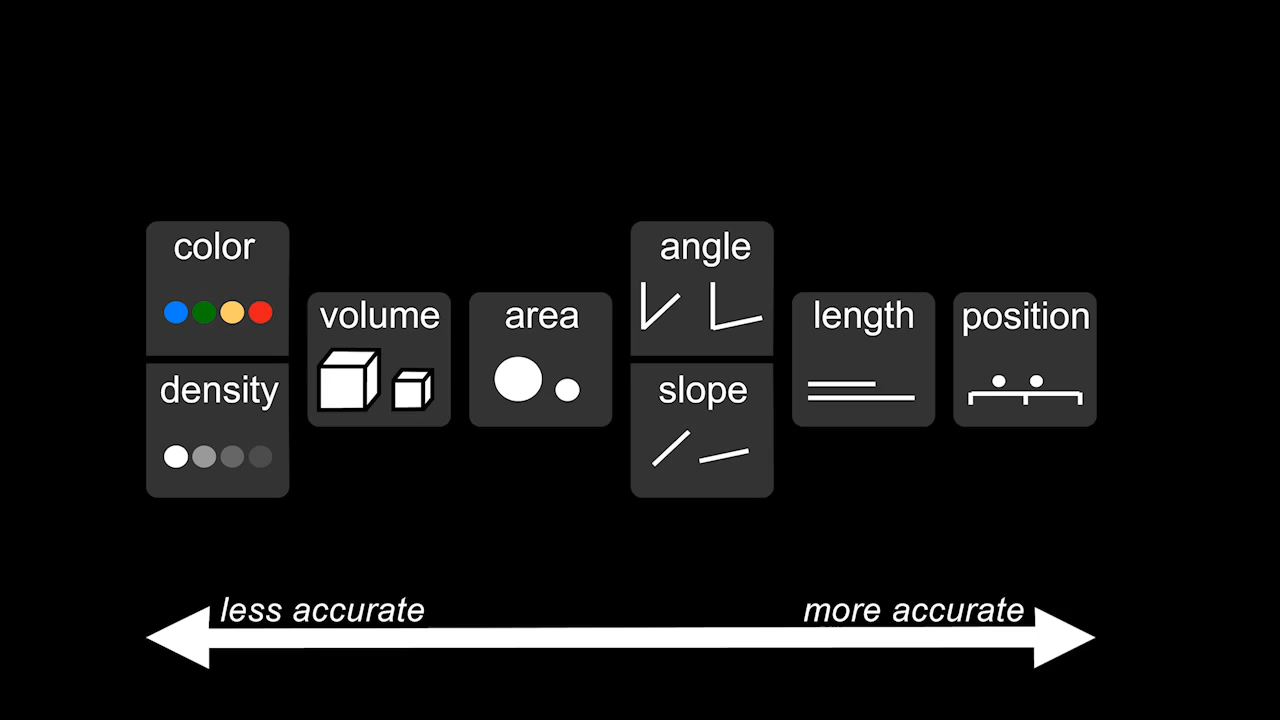 color
density
volume
area
angle
slope
length
position
less accurate
more accurate